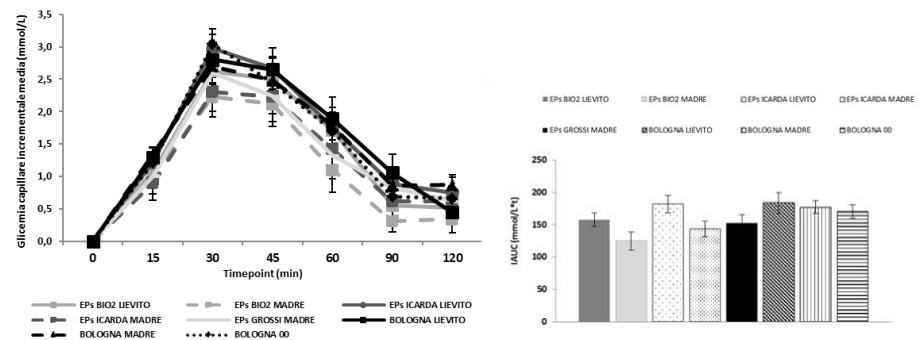 Glicemia capillare incrementale media (mmol/L)
3,5
3,0
2,5
2,0
1,5
1,0
0,5
0,0
0 15 30 45 60 90 120
Timepoint (min)
EPs BIO2 LIEVITO EPs BIO2 MADRE EPs ICARDA LIEVITO
EPs ICARDA MADRE EPs GROSSI MADRE BOLOGNA LIEVITO
BOLOGNA MADRE BOLOGNA 00
EPs BIO2 LIEVITO EPs BIO2 MADRE EPs ICARDA LIEVITO EPs ICARDA MADRE
EPs GROSSI MADRE BOLOGNA LIEVITO BOLOGNA MADRE BOLOGNA 00
IAUC (mmol/L*t)
250
200
150
100
50
0